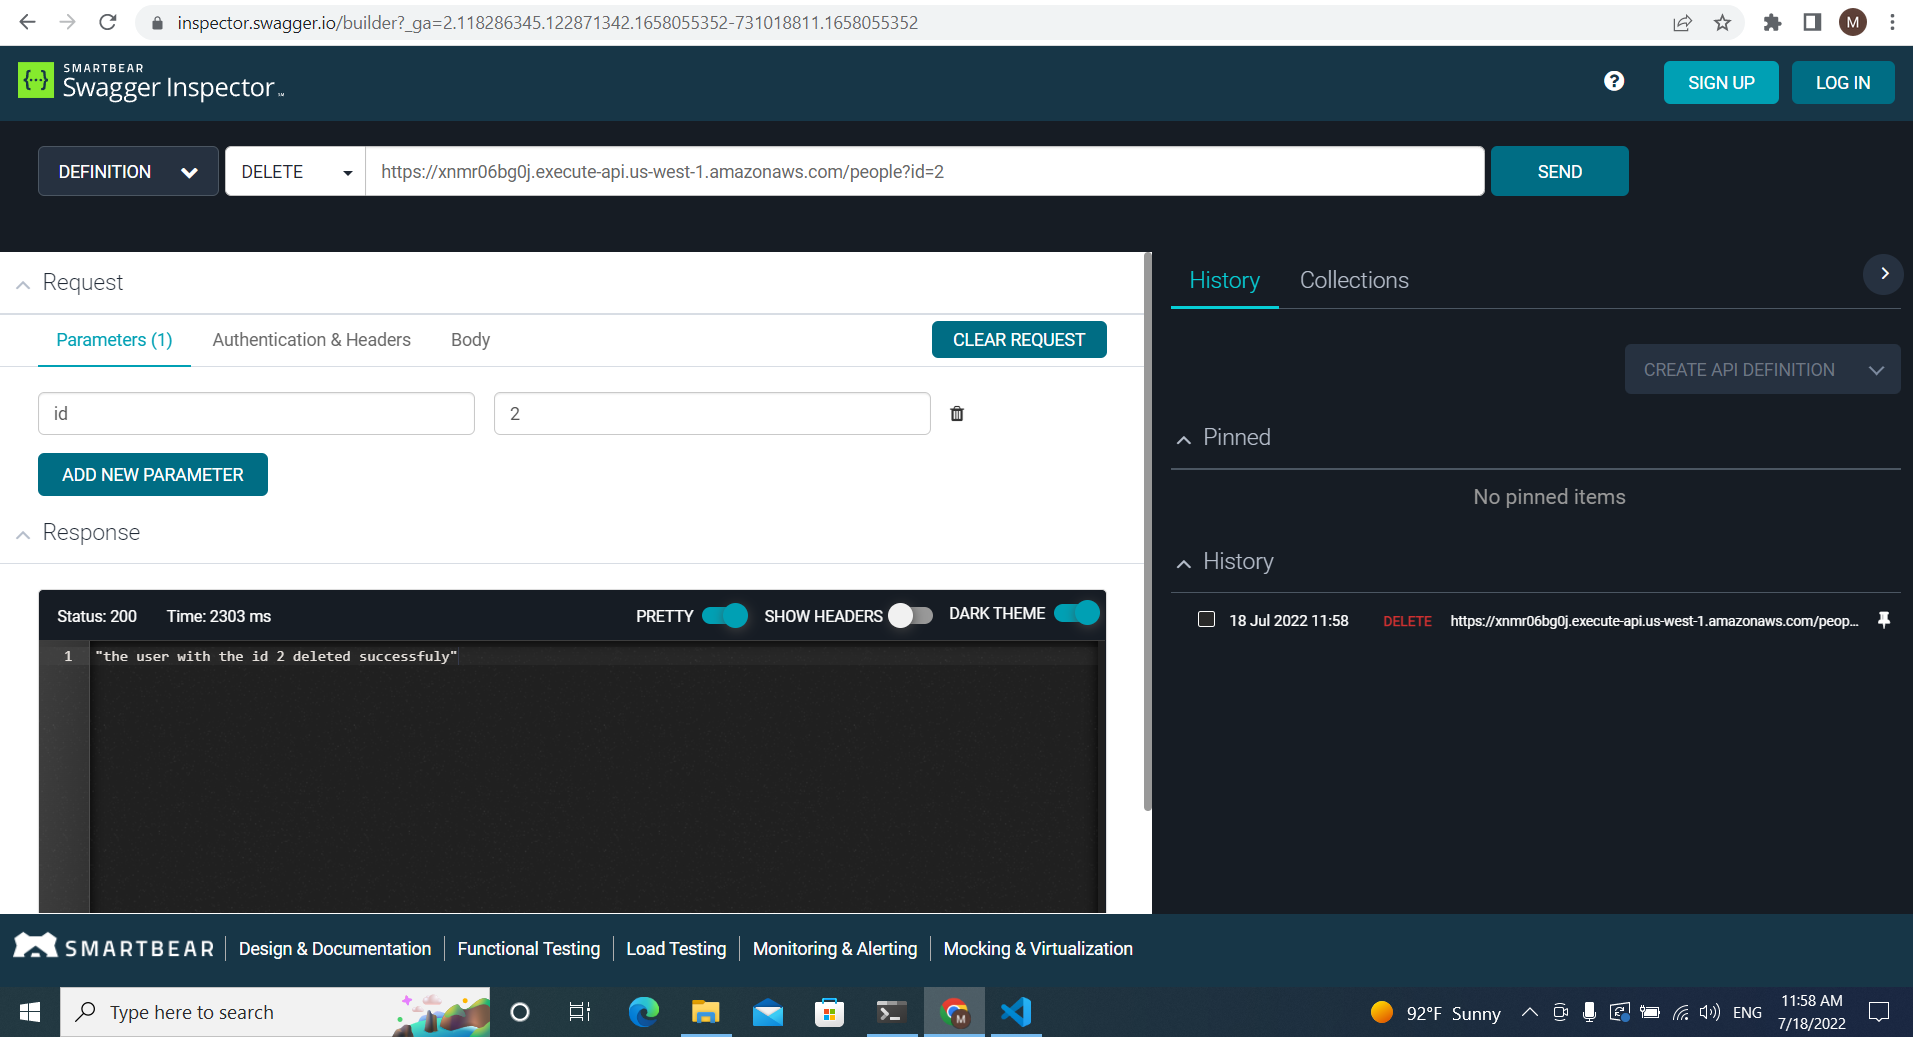 inspector.swagger.io/builder?_ga=2.118286345.122871342.1658055352-731018811.1658055352
M
SMARTBEAR
Swagger Inspector
SIGN UP
LOG IN
DEFINITION
DELETE
https://xnmr06bg0j.execute-api.us-west-1.amazonaws.com/people?id=2
SEND
Request
Parameters (1)
Authentication & Headers
Body
CLEAR REQUEST
id
2
ADD NEW PARAMETER
Response
Status: 200
Time: 2303 ms
PRETTY
SHOW HEADERS
DARK THEME
1
"the user with the id 2 deleted successfuly"
History
Collections
CREATE API DEFINITION
Pinned
No pinned items
History
18 Jul 2022 11:58
DELETE
https://xnmr06bg0j.execute-api.us-west-1.amazonaws.com/peop...
SMARTBEAR
Design & Documentation
Functional Testing
Load Testing
Monitoring & Alerting
Mocking & Virtualization
Type here to search
M
92°F Sunny
ENG
11:58 AM
7/18/2022